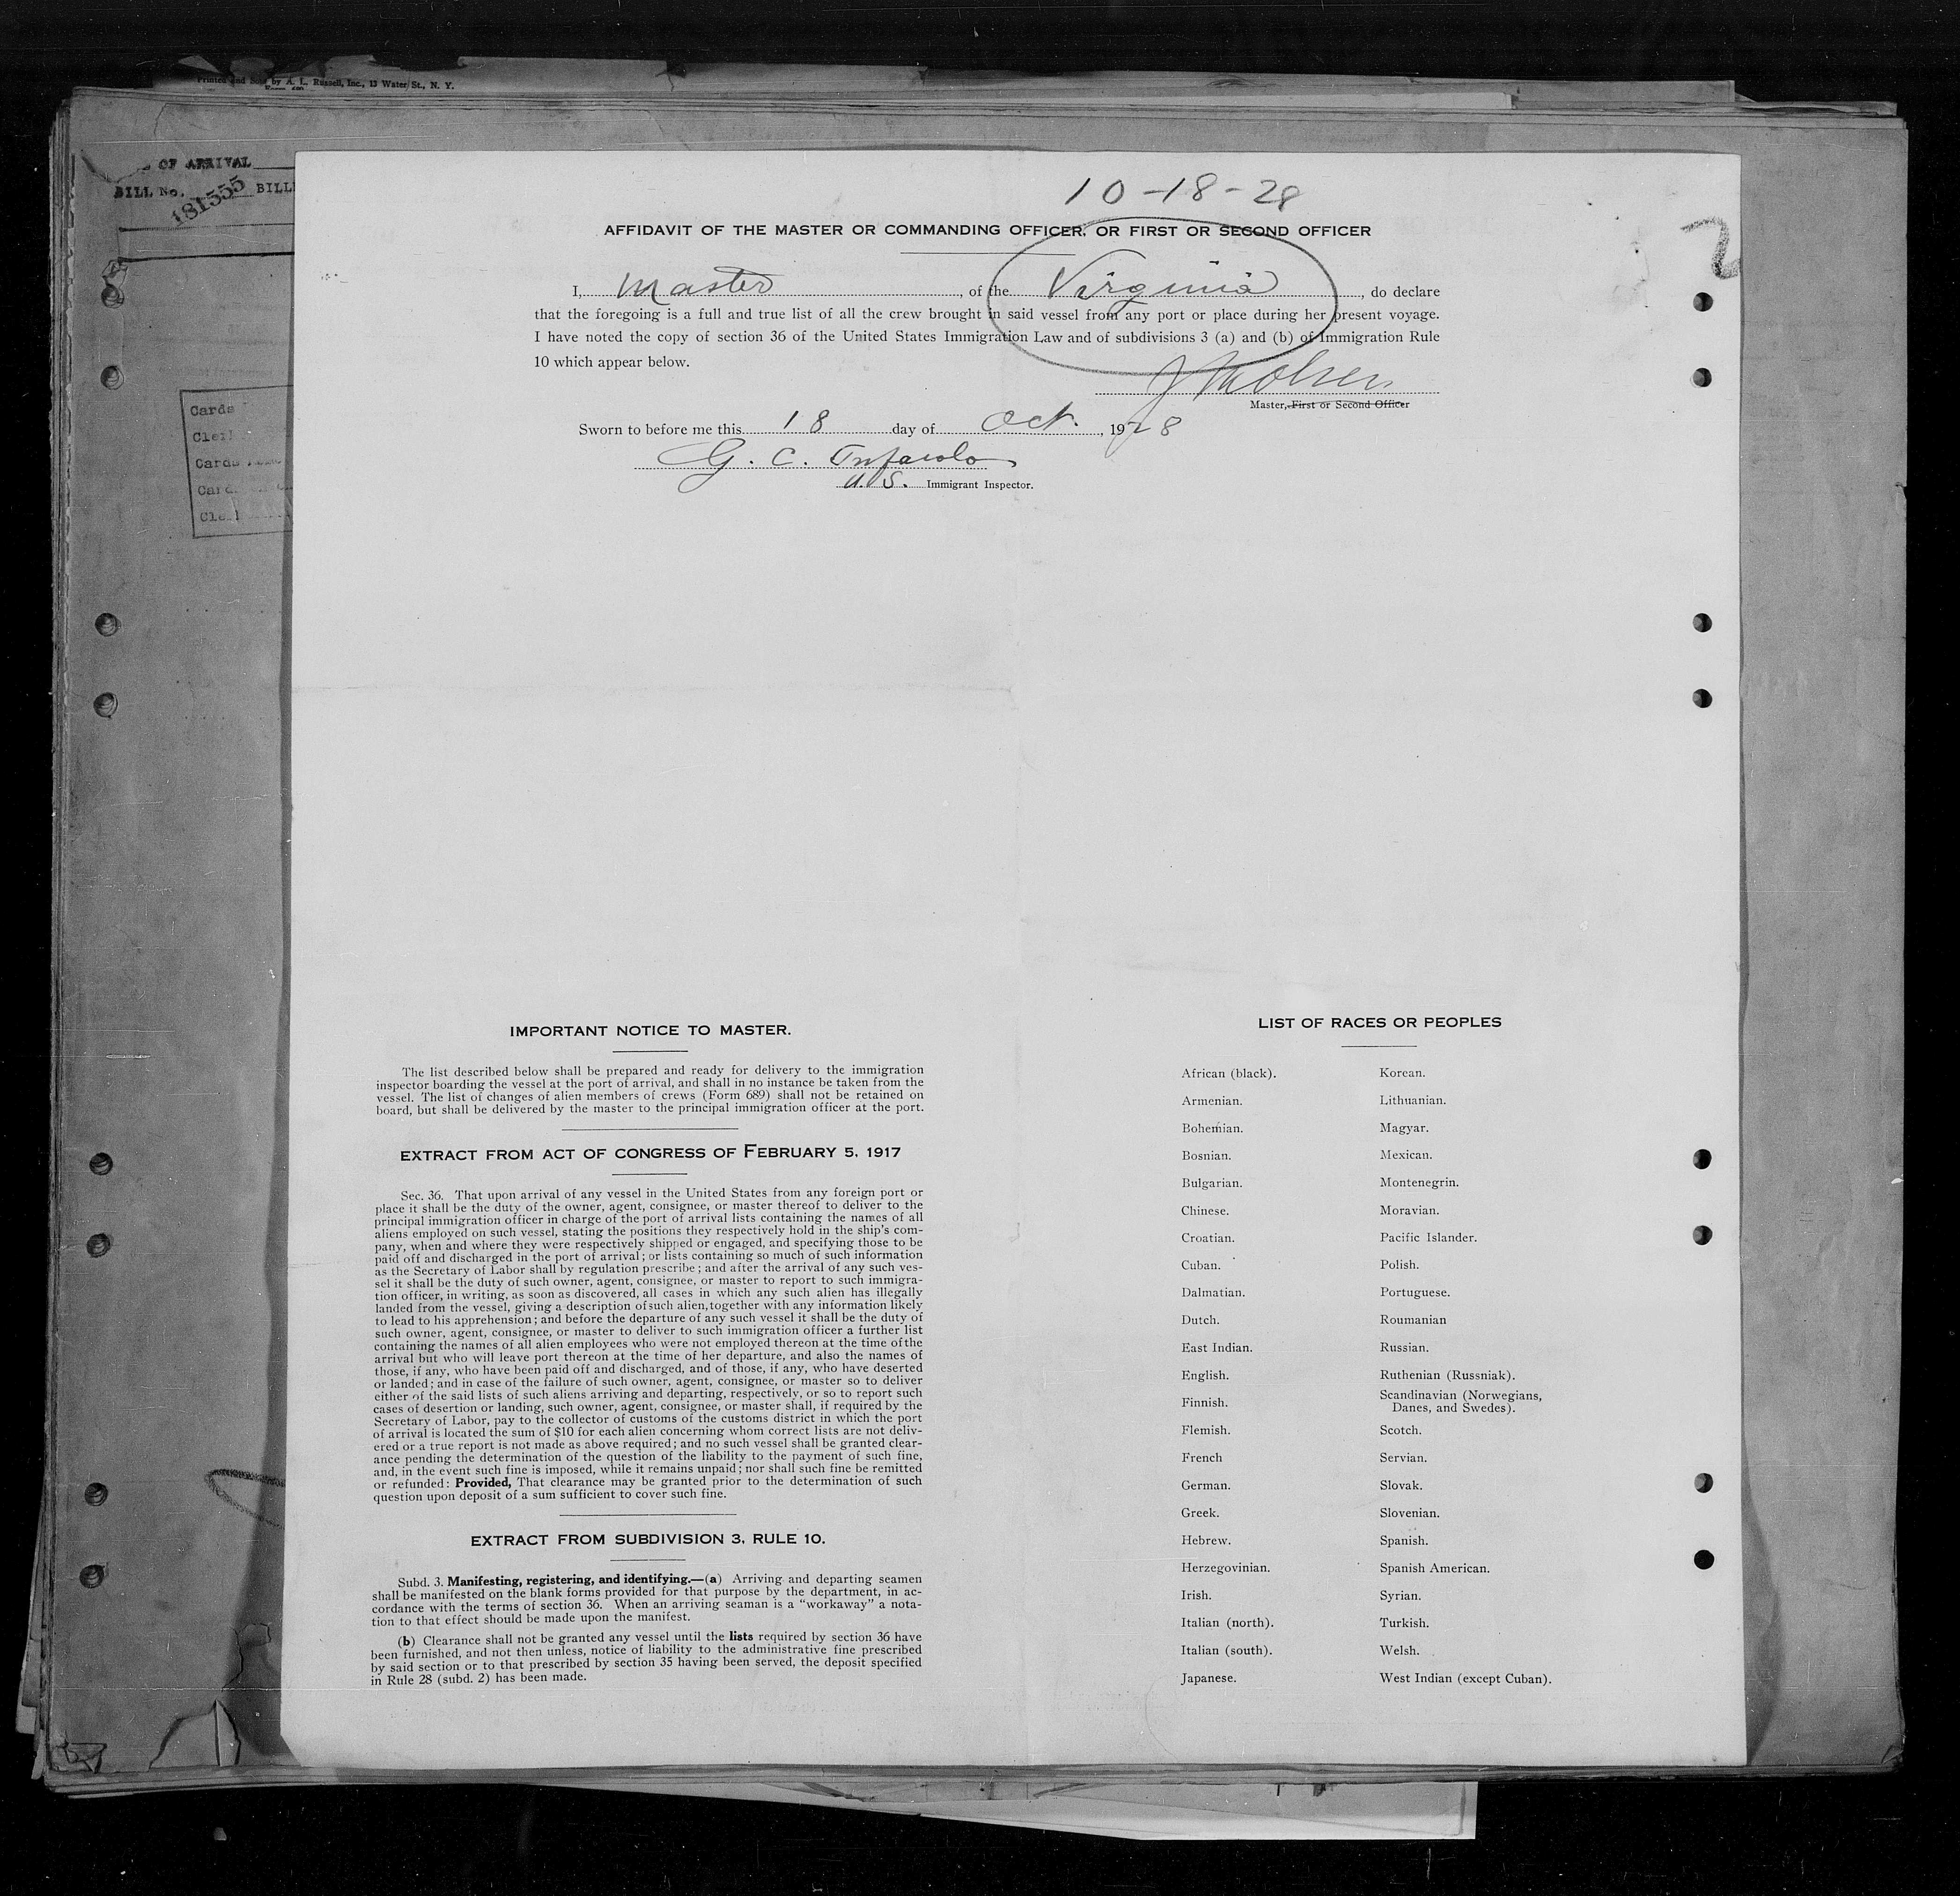 Printed and Sold by A. L. Russell, Inc., 13 Water St., N. Y.
OF ARRIVAL
BILL No. 181555 BILL
Cards
Cards
10-18-28
2
AFFIDAVIT OF THE MASTER OR COMMANDING OFFICER, OR FIRST OR SECOND OFFICER
I, Master, of the Virginia, do declare
that the foregoing is a full and true list of all the crew brought in said vessel from any port or place during her present voyage.
I have noted the copy of section 36 of the United States Immigration Law and of subdivisions 3 (a) and (b) of Immigration Rule
10 which appear below.
Master, First or Second Officer
Sworn to before me this 18 day of Oct., 1928
G. C.
U.S. Immigrant Inspector.
IMPORTANT NOTICE TO MASTER.
The list described below shall be prepared and ready for delivery to the immigration
inspector boarding the vessel at the port of arrival, and shall in no instance be taken from the
vessel. The list of changes of alien members of crews (Form 689) shall not be retained on
board, but shall be delivered by the master to the principal immigration officer at the port.
EXTRACT FROM ACT OF CONGRESS OF FEBRUARY 5, 1917
Sec. 36. That upon arrival of any vessel in the United States from any foreign port or
place it shall be the duty of the owner, agent, consignee, or master thereof to deliver to the
principal immigration officer in charge of the port of arrival lists containing the names of all
aliens employed on such vessel, stating the positions they respectively hold in the ship's com-
pany, when and where they were respectively shipped or engaged, and specifying those to be
paid off and discharged in the port of arrival; or lists containing so much of such information
as the Secretary of Labor shall by regulation prescribe; and after the arrival of any such ves-
sel it shall be the duty of such owner, agent, consignee, or master to report to such immigra-
tion officer, in writing, as soon as discovered, all cases in which any such alien has illegally
landed from the vessel, giving a description of such alien, together with any information likely
to lead to his apprehension; and before the departure of any such vessel it shall be the duty of
such owner, agent, consignee, or master to deliver to such immigration officer a further list
containing the names of all alien employees who were not employed thereon at the time of the
arrival but who will leave port thereon at the time of her departure, and also the names of
those, if any, who have been paid off and discharged, and of those, if any, who have deserted
or landed; and in case of the failure of such owner, agent, consignee, or master so to deliver
either of the said lists of such aliens arriving and departing, respectively, or so to report such
cases of desertion or landing, such owner, agent, consignee, or master shall, if required by the
Secretary of Labor, pay to the collector of customs of the customs district in which the port
of arrival is located the sum of $10 for each alien concerning whom correct lists are not deliv-
ered or a true report is not made as above required; and no such vessel shall be granted clear-
ance pending the determination of the question of the liability to the payment of such fine,
and, in the event such fine is imposed, while it remains unpaid; nor shall such fine be remitted
or refunded: Provided, That clearance may be granted prior to the determination of such
question upon deposit of a sum sufficient to cover such fine.
EXTRACT FROM SUBDIVISION 3, RULE 10.
Subd. 3. Manifesting, registering, and identifying.—(a) Arriving and departing seamen
shall be manifested on the blank forms provided for that purpose by the department, in ac-
cordance with the terms of section 36. When an arriving seaman is a "workaway" a nota-
tion to that effect should be made upon the manifest.
(b) Clearance shall not be granted any vessel until the lists required by section 36 have
been furnished, and not then unless, notice of liability to the administrative fine prescribed
by said section or to that prescribed by section 35 having been served, the deposit specified
in Rule 28 (subd. 2) has been made.
LIST OF RACES OR PEOPLES
African (black).
Armenian.
Bohemian.
Bosnian.
Bulgarian.
Chinese.
Croatian.
Cuban.
Dalmatian.
Dutch.
East Indian.
English.
Finnish.
Flemish.
French
German.
Greek.
Hebrew.
Herzegovinian.
Irish.
Italian (north).
Italian (south).
Japanese.
Korean.
Lithuanian.
Magyar.
Mexican.
Montenegrin.
Moravian.
Pacific Islander.
Polish.
Portuguese.
Roumanian
Russian.
Ruthenian (Russniak).
Scandinavian (Norwegians,
Danes, and Swedes).
Scotch.
Servian.
Slovak.
Slovenian.
Spanish.
Spanish American.
Syrian.
Turkish.
Welsh.
West Indian (except Cuban).